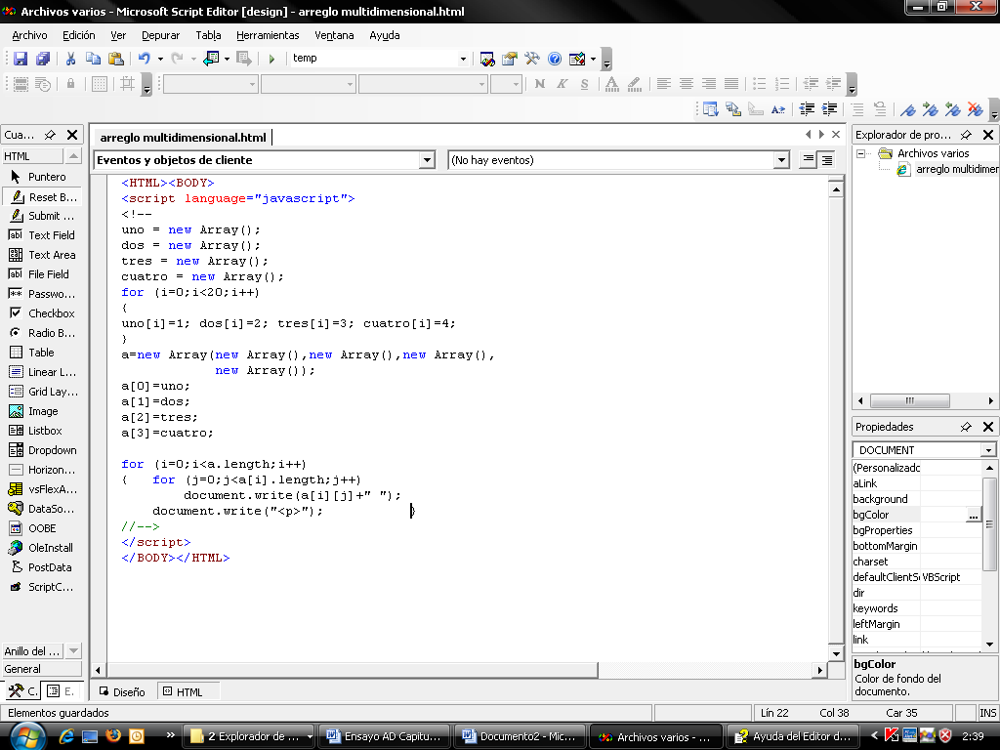 Archivos varios - Microsoft Script Editor [design] - arreglo multidimensional.html
Archivo Edición Ver Depurar Tabla Herramientas Ventana Ayuda
temp
N K S
Cua...
HTML
Puntero
Reset B...
Submit ...
Text Field
Text Area
File Field
Passwo...
Checkbox
Radio B...
Table
Linear L...
Grid Lay...
Image
Listbox
Dropdown
Horizon...
vsFlexA...
DataSo...
OOBE
OleInstall
PostData
ScriptC...
Anillo del ...
General
C. E.
arreglo multidimensional.html
Eventos y objetos de cliente (No hay eventos)
<HTML><BODY>
<script language="javascript">
<!--
uno = new Array();
dos = new Array();
tres = new Array();
cuatro = new Array();
for (i=0;i<20;i++)
{
uno[i]=1; dos[i]=2; tres[i]=3; cuatro[i]=4;
}
a=new Array(new Array(),new Array(),new Array(),
new Array());
a[0]=uno;
a[1]=dos;
a[2]=tres;
a[3]=cuatro;
for (i=0;i<a.length;i++)
{ for (j=0;j<a[i].length;j++)
document.write(a[i][j]+" ");
document.write("<p>"); }
//-->
</script>
</BODY></HTML>
Diseño HTML
Explorador de pro...
Archivos varios
arreglo multidimer
Propiedades
DOCUMENT
(Personalizado
aLink
background
bgColor ...
bgProperties
bottomMargin
charset
defaultClientSc VBScript
dir
keywords
leftMargin
link
bgColor
Color de fondo del
documento.
Elementos guardados Lín 22 Col 38 Car 35 INS
» 2 Explorador de ... Ensayo AD Capitu... Documento2 - Mic... Archivos varios - ... Ayuda del Editor d... < 2:39